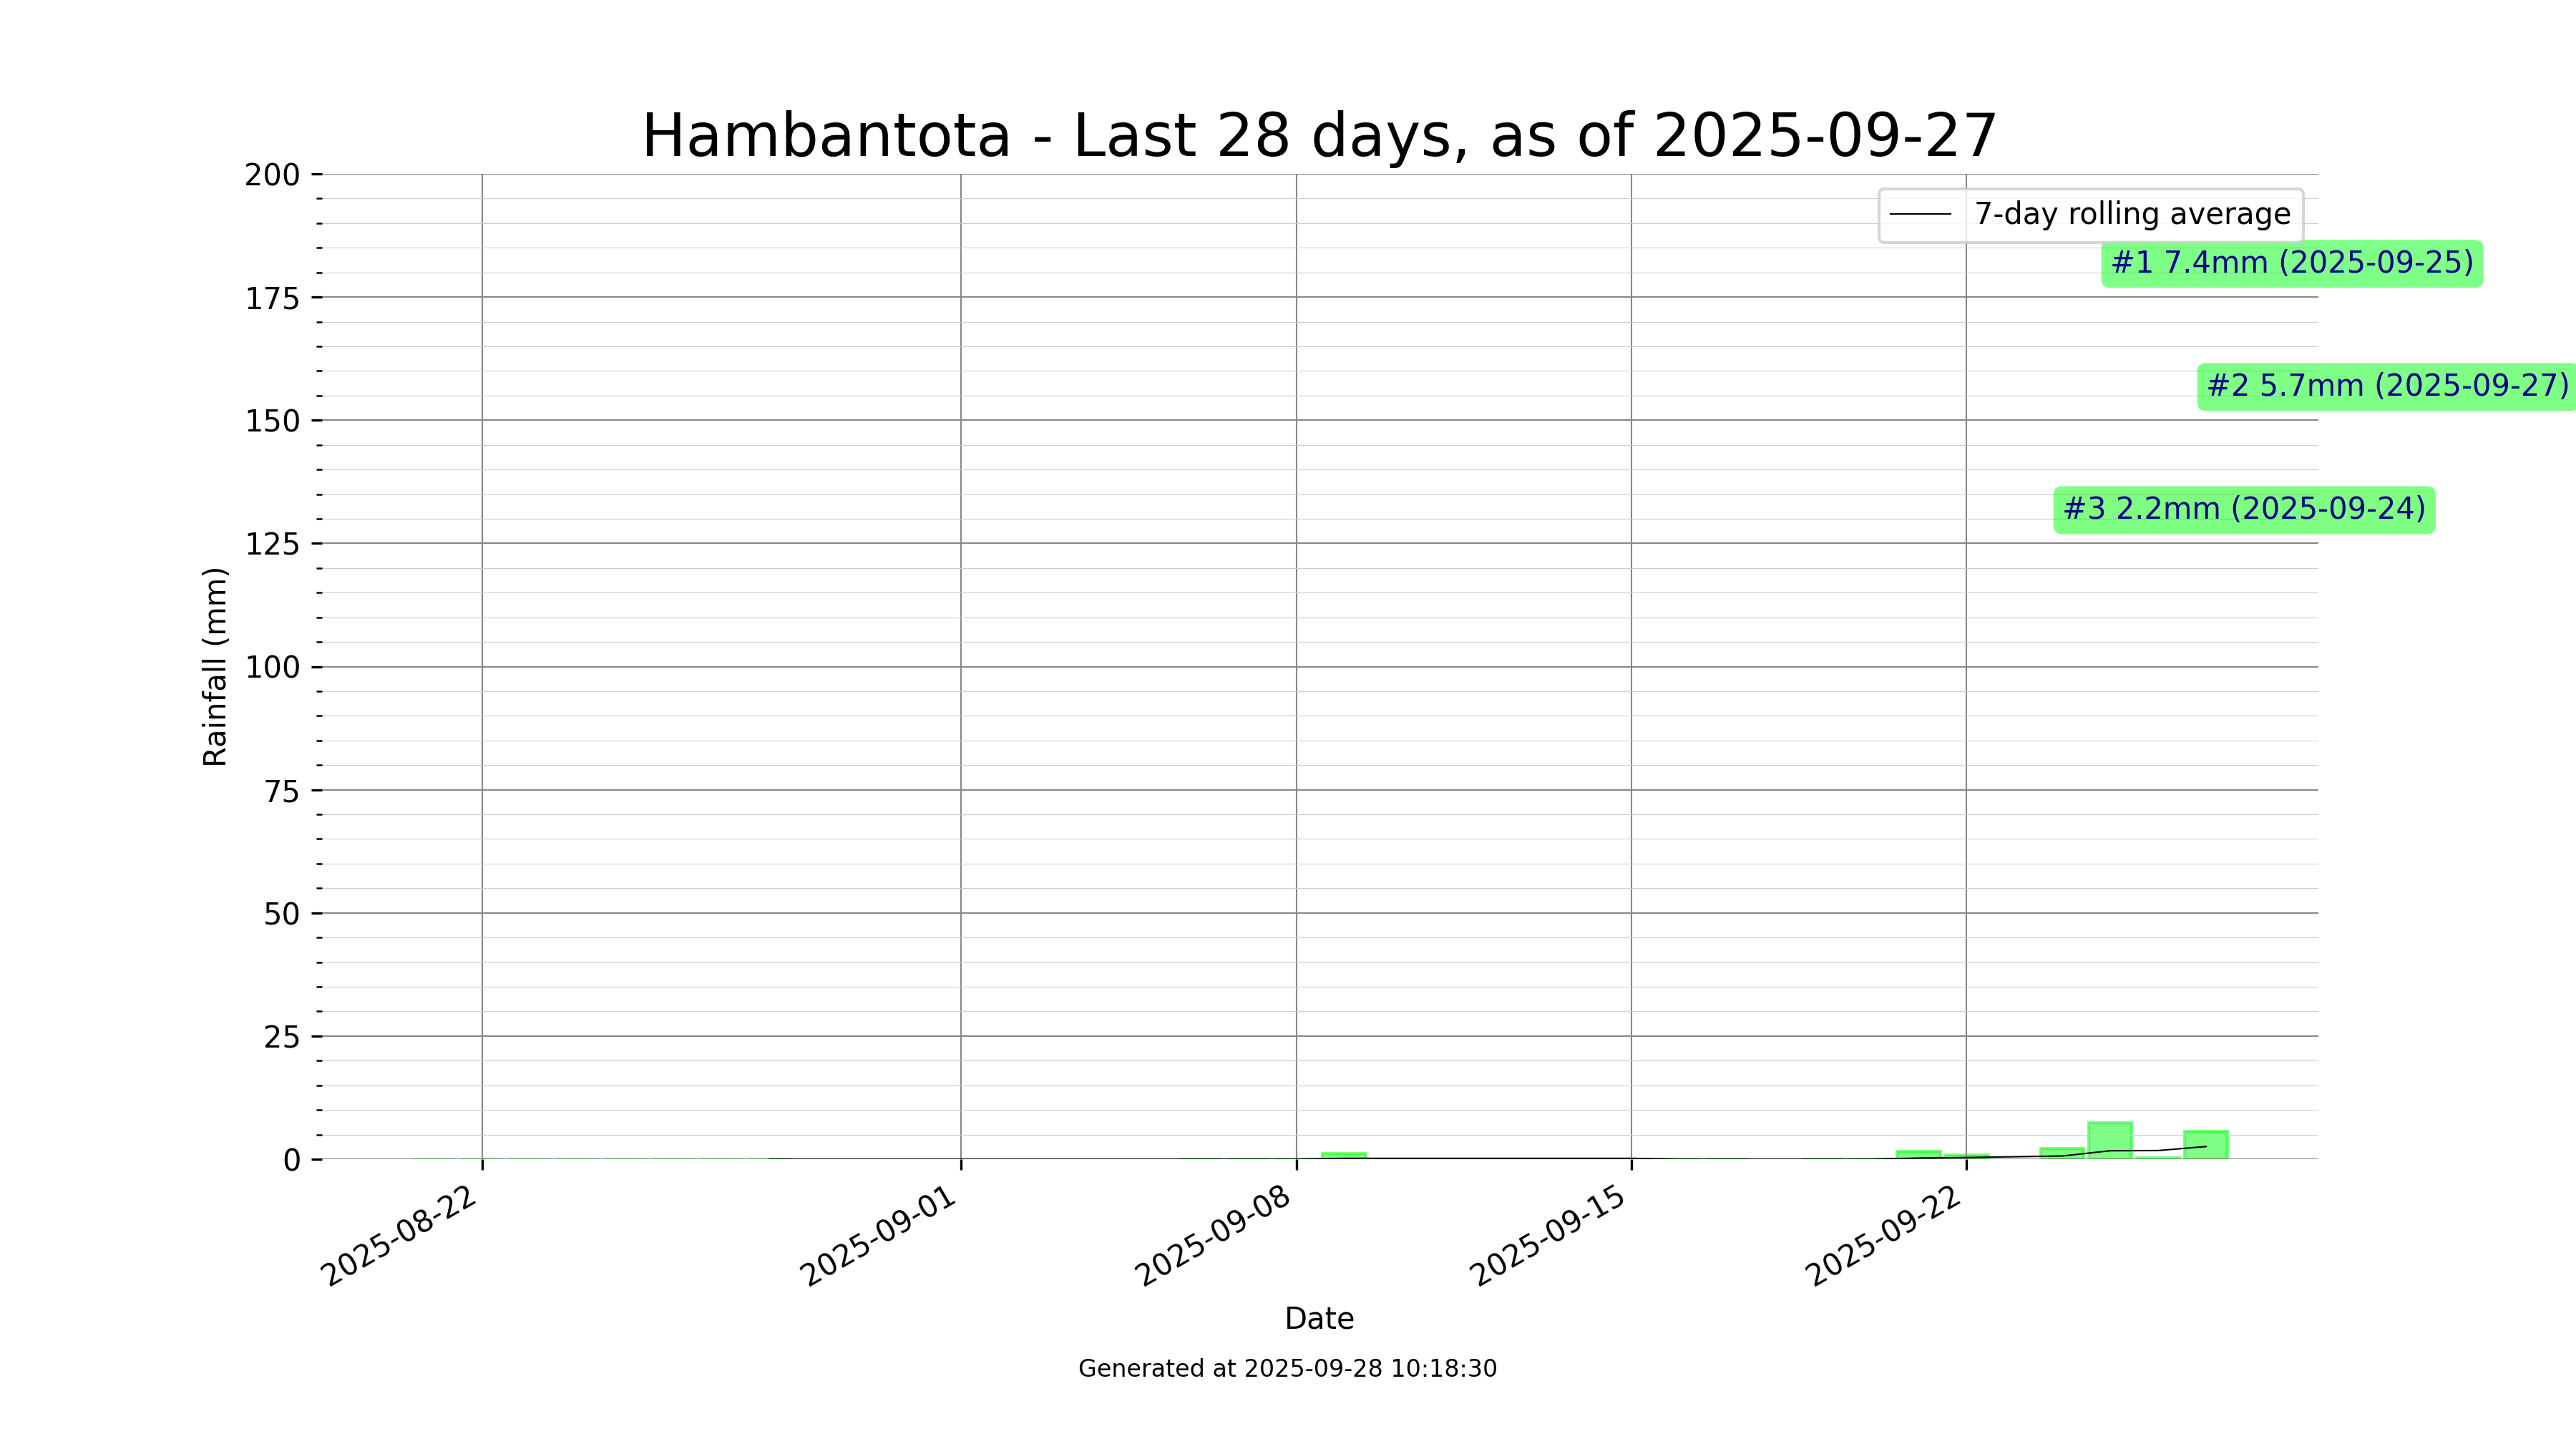 Hambantota - Last 28 days, as of 2025-09-27
200
175
150
125
100
75
50
25
0
Rainfall (mm)
7-day rolling average
#1 7.4mm (2025-09-25)
#2 5.7mm (2025-09-27)
#3 2.2mm (2025-09-24)
2025-08-22
2025-09-01
2025-09-08
2025-09-15
2025-09-22
Date
Generated at 2025-09-28 10:18:30